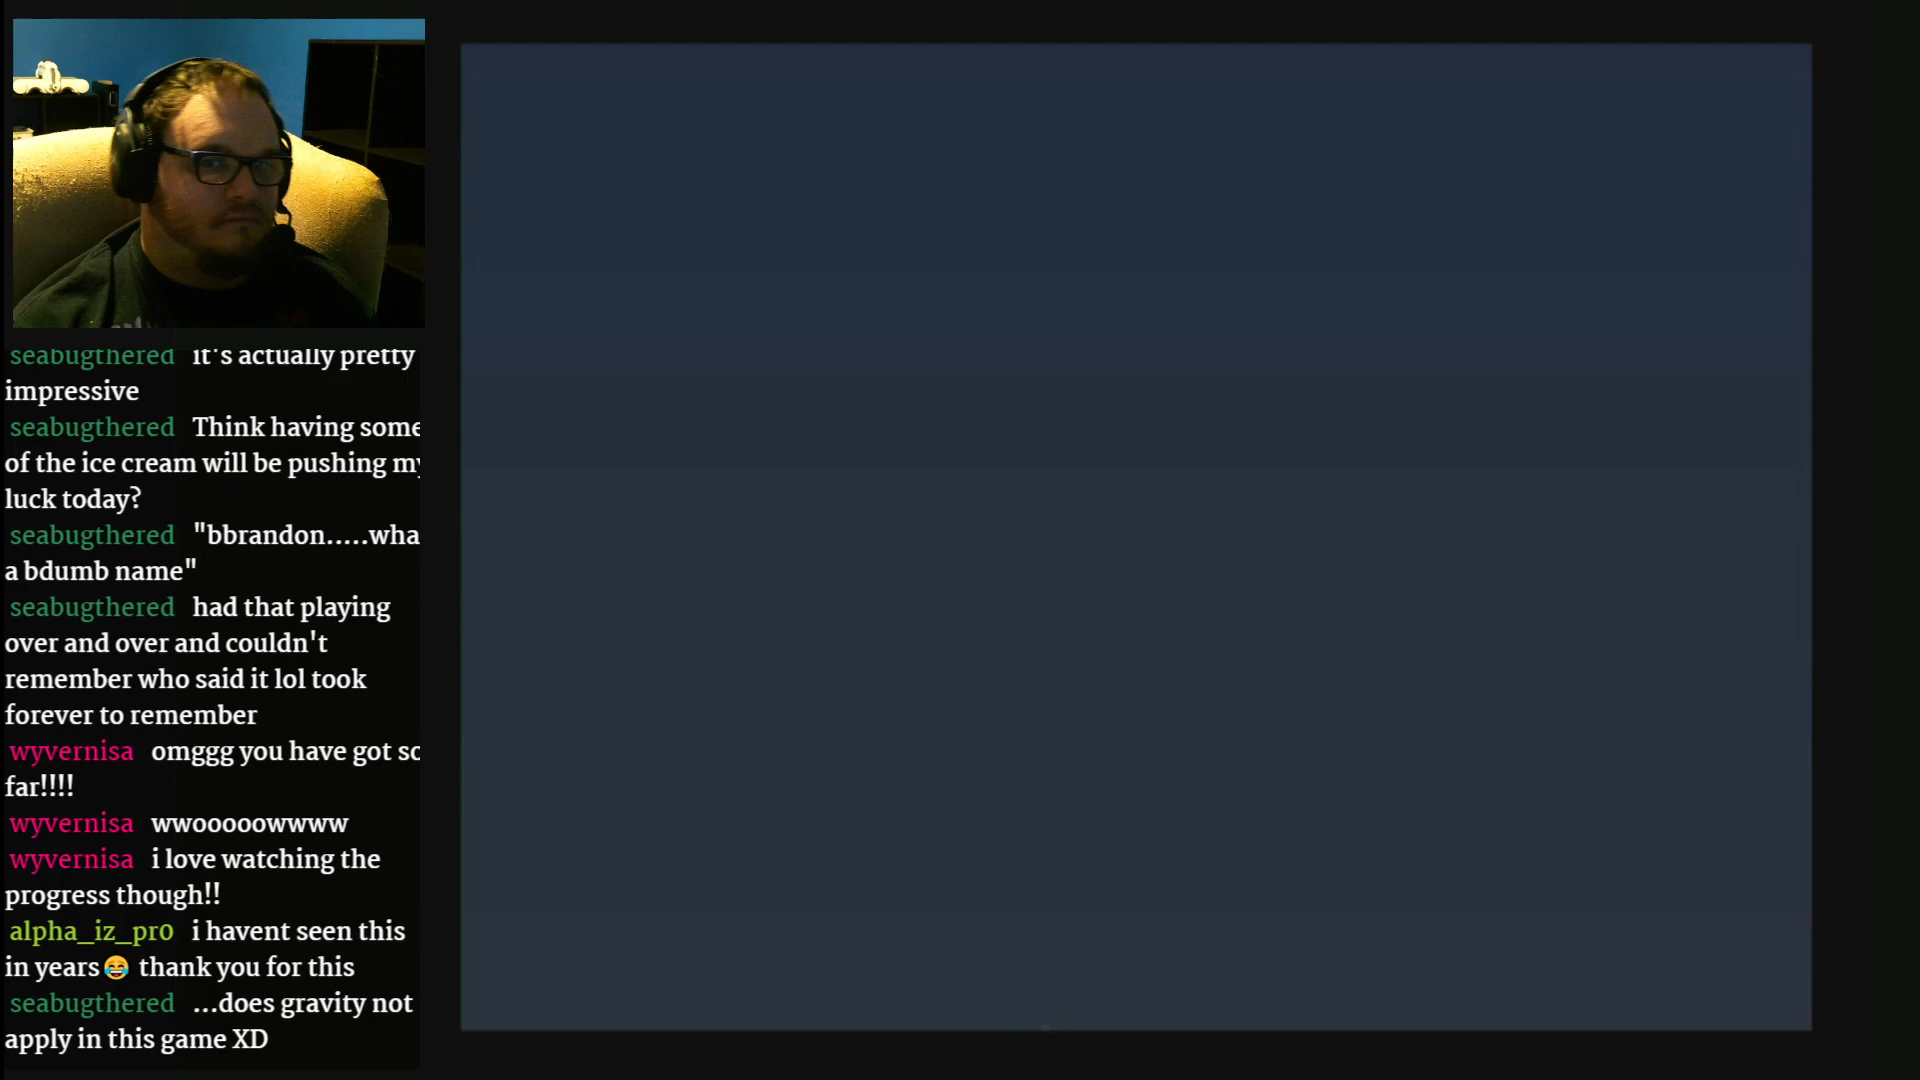 seabugthered it's actually pretty
impressive
seabugthered Think having some
of the ice cream will be pushing my
luck today?
seabugthered "bbrandon.....wha
a bdumb name"
seabugthered had that playing
over and over and couldn't
remember who said it lol took
forever to remember
wyvernisa omggg you have got so
far!!!!
wyvernisa wwooooowwww
wyvernisa i love watching the
progress though!!
alpha_iz_pr0 i havent seen this
in years😂 thank you for this
seabugthered ...does gravity not
apply in this game XD